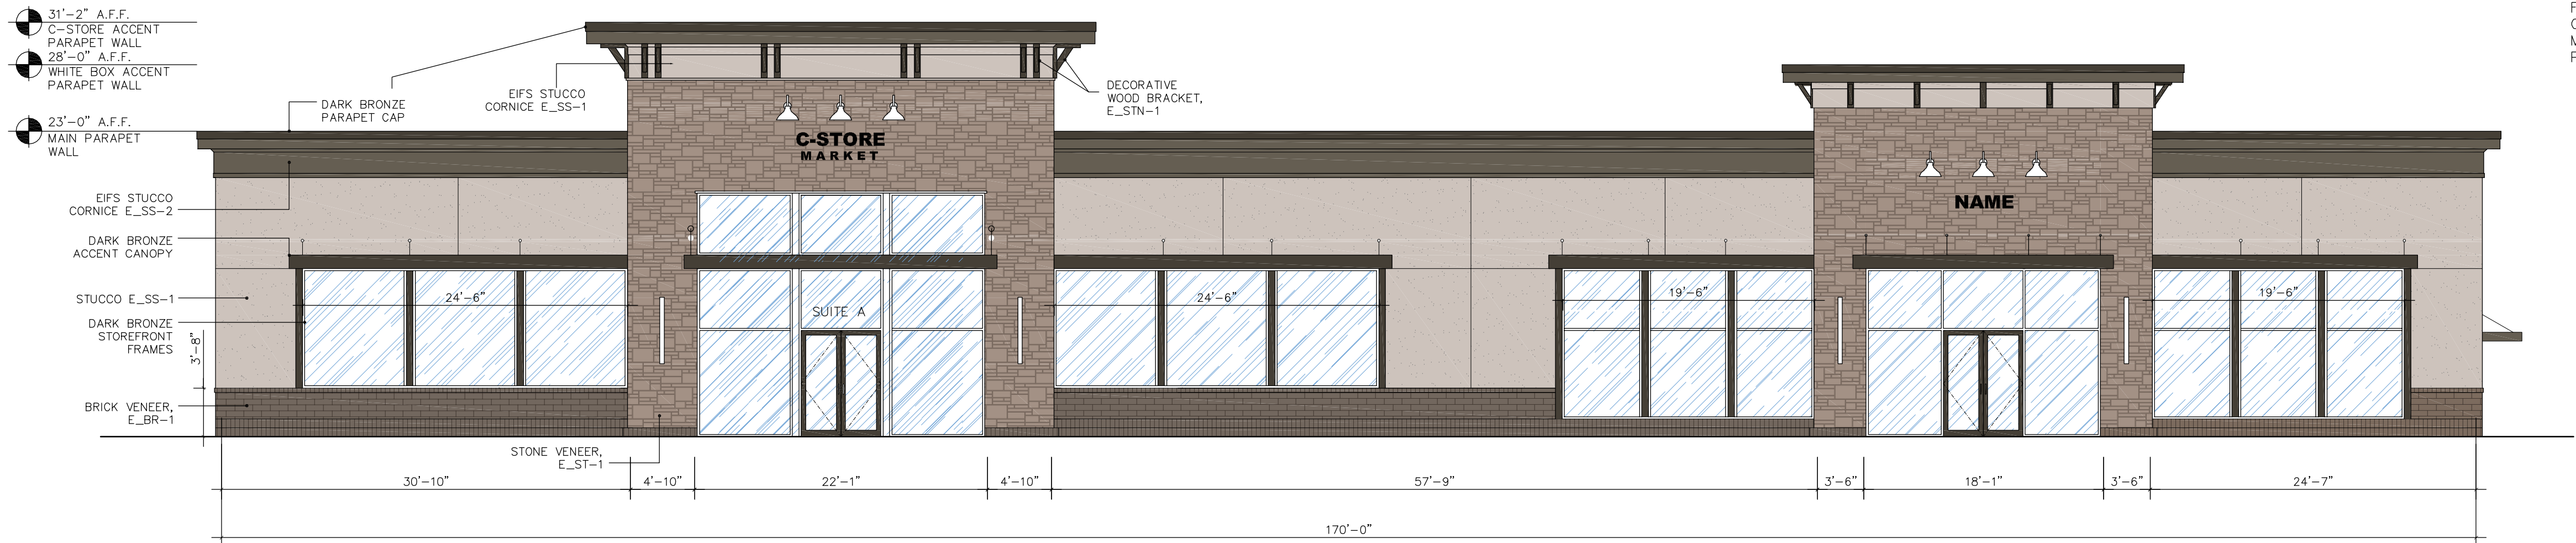 31'-2" A.F.F.
C-STORE ACCENT
PARAPET WALL
28'-0" A.F.F.
WHITE BOX ACCENT
PARAPET WALL
23'-0" A.F.F.
MAIN PARAPET
WALL
DARK BRONZE
PARAPET CAP
EIFS STUCCO
CORNICE E_SS-1
DECORATIVE
WOOD BRACKET,
E_STN-1
C-STORE
MARKET
NAME
EIFS STUCCO
CORNICE E_SS-2
DARK BRONZE
ACCENT CANOPY
STUCCO E_SS-1
DARK BRONZE
STOREFRONT
FRAMES
3'-8"
BRICK VENEER,
E_BR-1
24'-6"
SUITE A
24'-6"
19'-6"
19'-6"
STONE VENEER,
E_ST-1
30'-10"
4'-10"
22'-1"
4'-10"
57'-9"
3'-6"
18'-1"
3'-6"
24'-7"
170'-0"